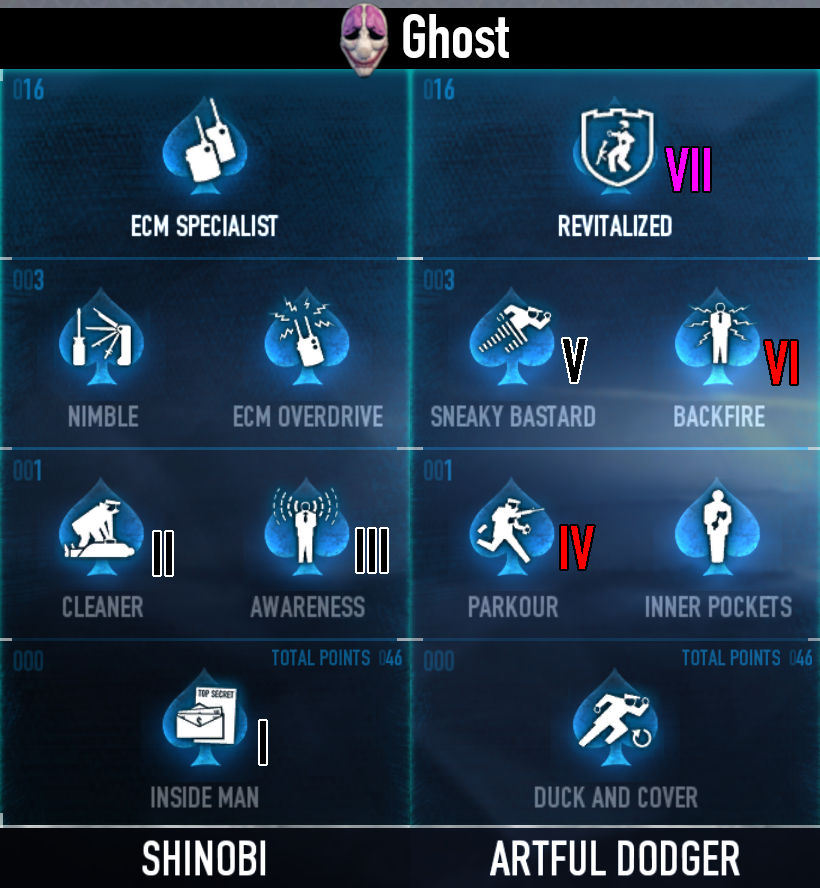 Ghost
016 016
ECM SPECIALIST REVITALIZED VII
003 003
NIMBLE ECM OVERDRIVE SNEAKY BASTARD V BACKFIRE VI
001 001
CLEANER II AWARENESS III PARKOUR IV INNER POCKETS
000 TOTAL POINTS 046 000 TOTAL POINTS 046
TOP SECRET
$
INSIDE MAN I DUCK AND COVER
SHINOBI ARTFUL DODGER